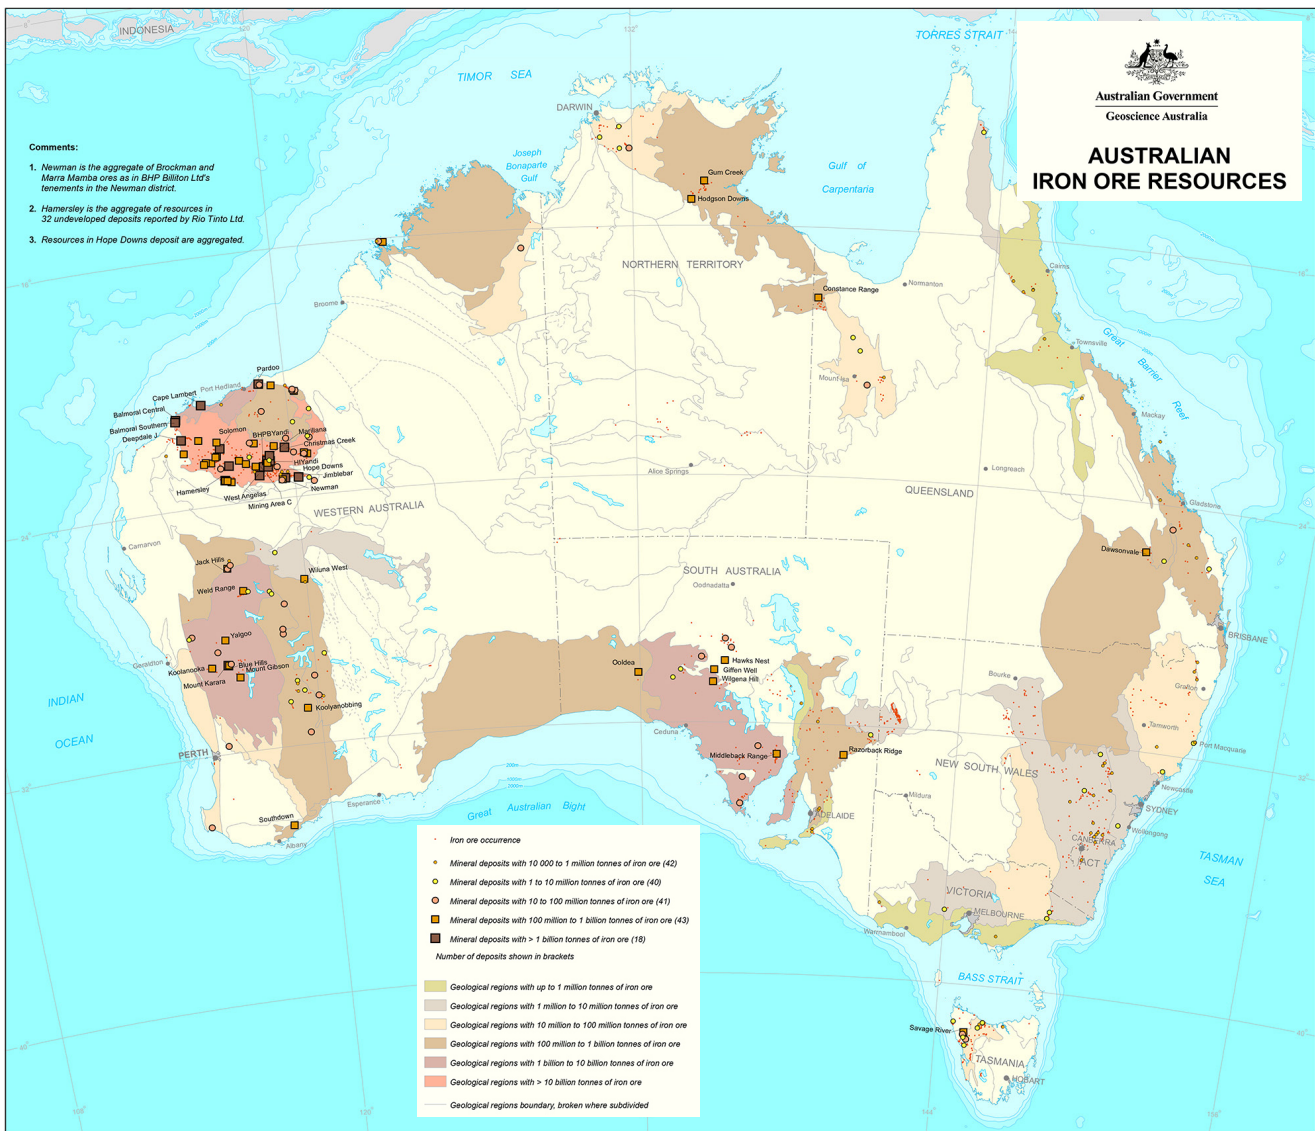 INDONESIA
120°
132°
TORRES STRAIT
TIMOR SEA
DARWIN
Australian Government
Geoscience Australia
AUSTRALIAN
IRON ORE RESOURCES
Comments:
1. Newman is the aggregate of Brockman and
Marra Mamba ores as in BHP Billiton Ltd's
tenements in the Newman district.
2. Hamersley is the aggregate of resources in
32 undeveloped deposits reported by Rio Tinto Ltd.
3. Resources in Hope Downs deposit are aggregated.
Joseph
Bonaparte
Gulf
Gulf of
Carpentaria
Gum Creek
Hodgson Downs
NORTHERN TERRITORY
Cairns
Constance Range
Normanton
Broome
16°
Townsville
Great
Barrier
Reef
Mount Isa
Pardoo
Port Hedland
Cape Lambert
Balmoral Central
Balmoral Southern
Deepdale J
Solomon
BHPBYandi
Marillana
Christmas Creek
HIYandi
Hope Downs
Jimblebar
Newman
Hamersley
West Angelas
Mining Area C
Mackay
Alice Springs
Longreach
QUEENSLAND
Gladstone
WESTERN AUSTRALIA
24°
Carnarvon
Dawsonvale
Jack Hills
Wiluna West
SOUTH AUSTRALIA
Oodnadatta
Weld Range
Yalgoo
BRISBANE
Geraldton
Koolanooka
Blue Hills
Mount Gibson
Mount Karara
Ooldea
Hawks Nest
Giffen Well
Wilgena Hill
Bourke
Grafton
INDIAN
OCEAN
Koolyanobbing
Ceduna
Tamworth
PERTH
Middleback Range
Razorback Ridge
Port Macquarie
NEW SOUTH WALES
32°
Newcastle
Esperance
Great Australian Bight
Mildura
SYDNEY
Southdown
ADELAIDE
Wollongong
Albany
CANBERRA
ACT
TASMAN
SEA
VICTORIA
MELBOURNE
Warrnambool
BASS STRAIT
Savage River
TASMANIA
HOBART
40°
108°
120°
144°
156°
Iron ore occurrence
Mineral deposits with 10 000 to 1 million tonnes of iron ore (42)
Mineral deposits with 1 to 10 million tonnes of iron ore (40)
Mineral deposits with 10 to 100 million tonnes of iron ore (41)
Mineral deposits with 100 million to 1 billion tonnes of iron ore (43)
Mineral deposits with > 1 billion tonnes of iron ore (18)
Number of deposits shown in brackets
Geological regions with up to 1 million tonnes of iron ore
Geological regions with 1 million to 10 million tonnes of iron ore
Geological regions with 10 million to 100 million tonnes of iron ore
Geological regions with 100 million to 1 billion tonnes of iron ore
Geological regions with 1 billion to 10 billion tonnes of iron ore
Geological regions with > 10 billion tonnes of iron ore
Geological regions boundary, broken where subdivided